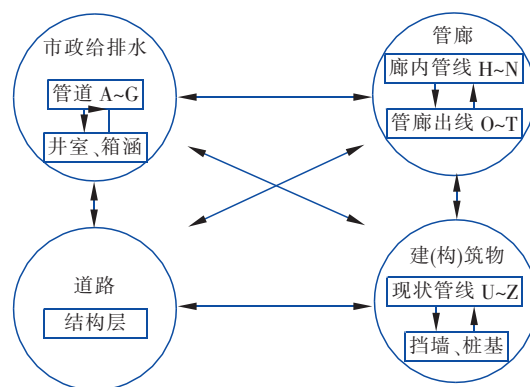 市政给排水
管道 A~G
井室、箱涵
管廊
廊内管线 H~N
管廊出线 O~T
道路
结构层
建(构)筑物
现状管线 U~Z
挡墙、桩基